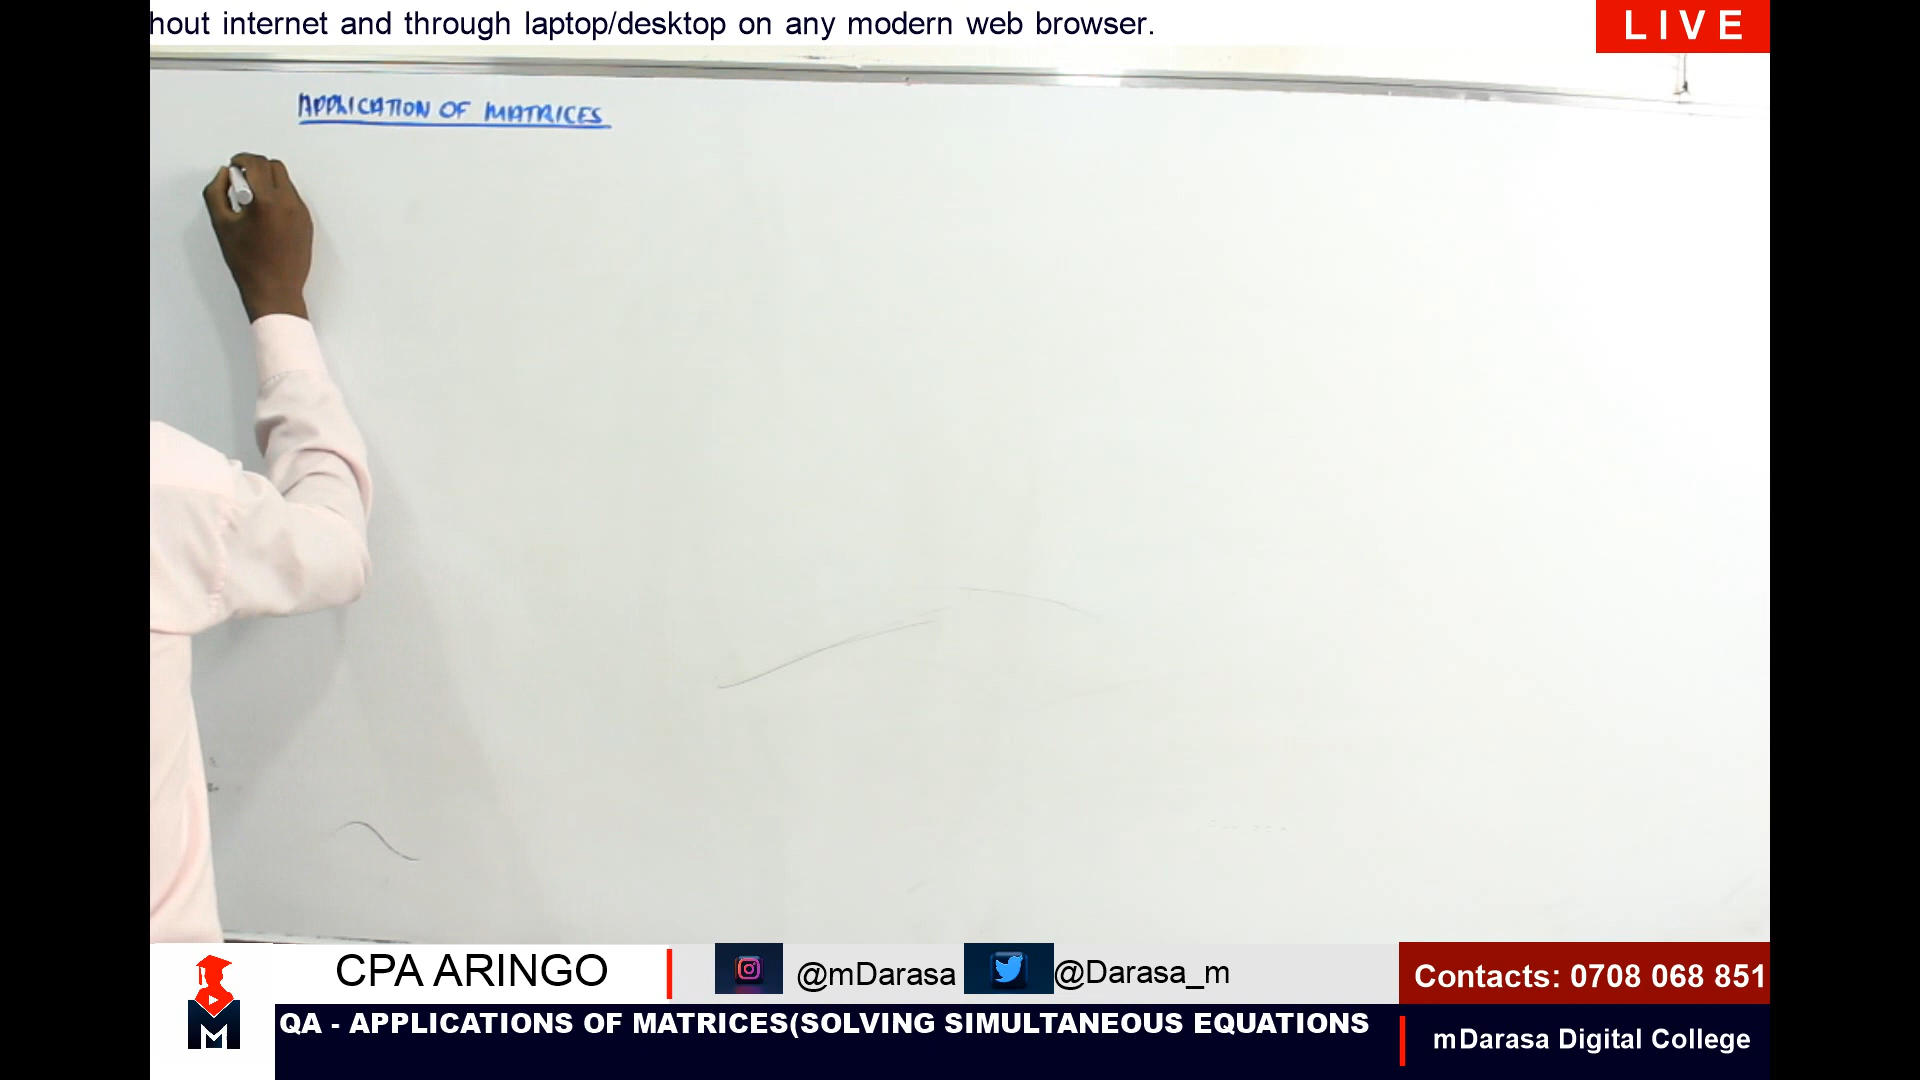 hout internet and through laptop/desktop on any modern web browser.
LIVE
APPLICATION OF MATRICES
CPA ARINGO
@mDarasa
@Darasa_m
Contacts: 0708 068 851
M
QA - APPLICATIONS OF MATRICES(SOLVING SIMULTANEOUS EQUATIONS
mDarasa Digital College